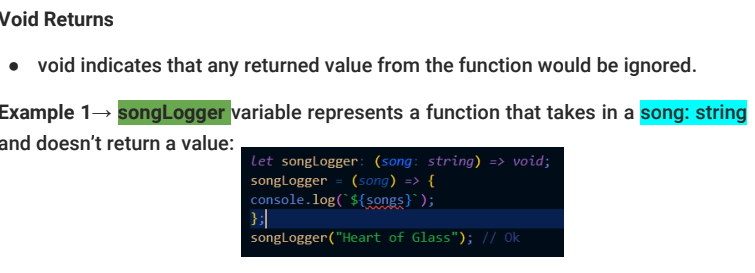 Void Returns
● void indicates that any returned value from the function would be ignored.
Example 1→ songLogger variable represents a function that takes in a song: string
and doesn’t return a value:
let songLogger: (song: string) => void;
songLogger = (song) => {
console.log(`${songs}`);
};
songLogger("Heart of Glass"); // Ok